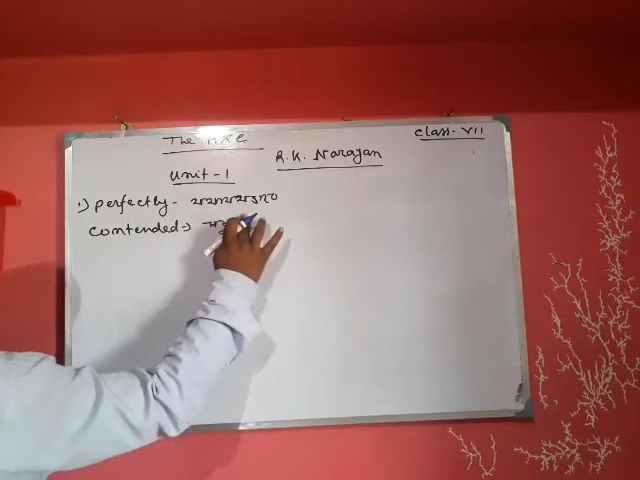 The Axe
Class- VII
R.K. Narayan
Unit - 1
1) Perfectly -
Contended ->